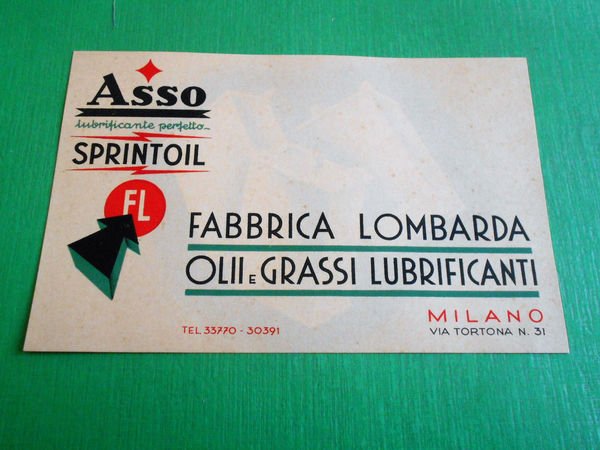 Asso
lubrificante perfetto
SPRINTOIL
FL
FABBRICA LOMBARDA
OLII E GRASSI LUBRIFICANTI
MILANO
TEL 33770 - 30391
VIA TORTONA N. 31